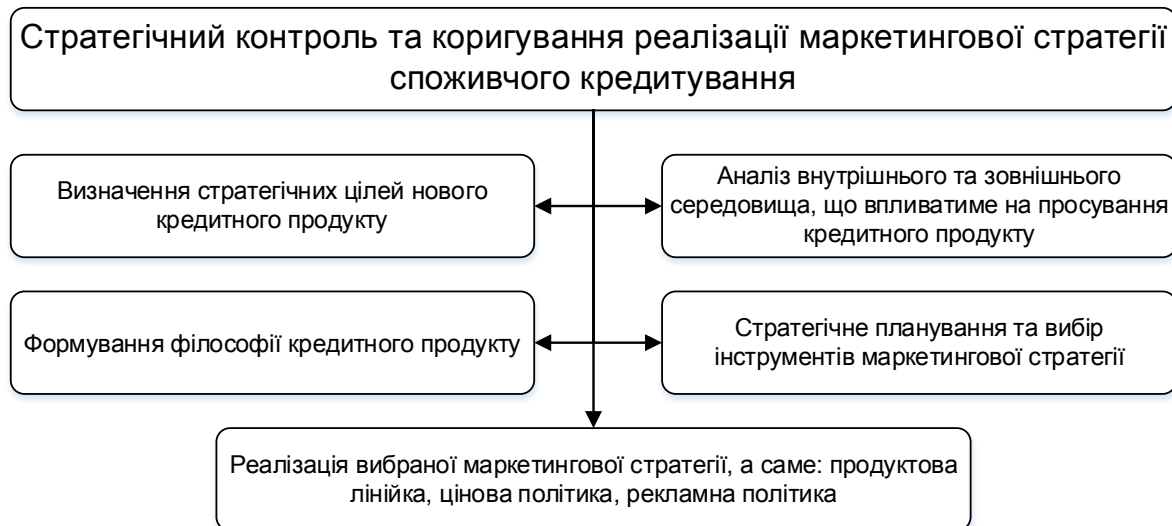 Стратегічний контроль та коригування реалізації маркетингової стратегії
споживчого кредитування
Визначення стратегічних цілей нового
кредитного продукту
Аналіз внутрішнього та зовнішнього
середовища, що впливатиме на просування
кредитного продукту
Формування філософії кредитного продукту
Стратегічне планування та вибір
інструментів маркетингової стратегії
Реалізація вибраної маркетингової стратегії, а саме: продуктова
лінійка, цінова політика, рекламна політика